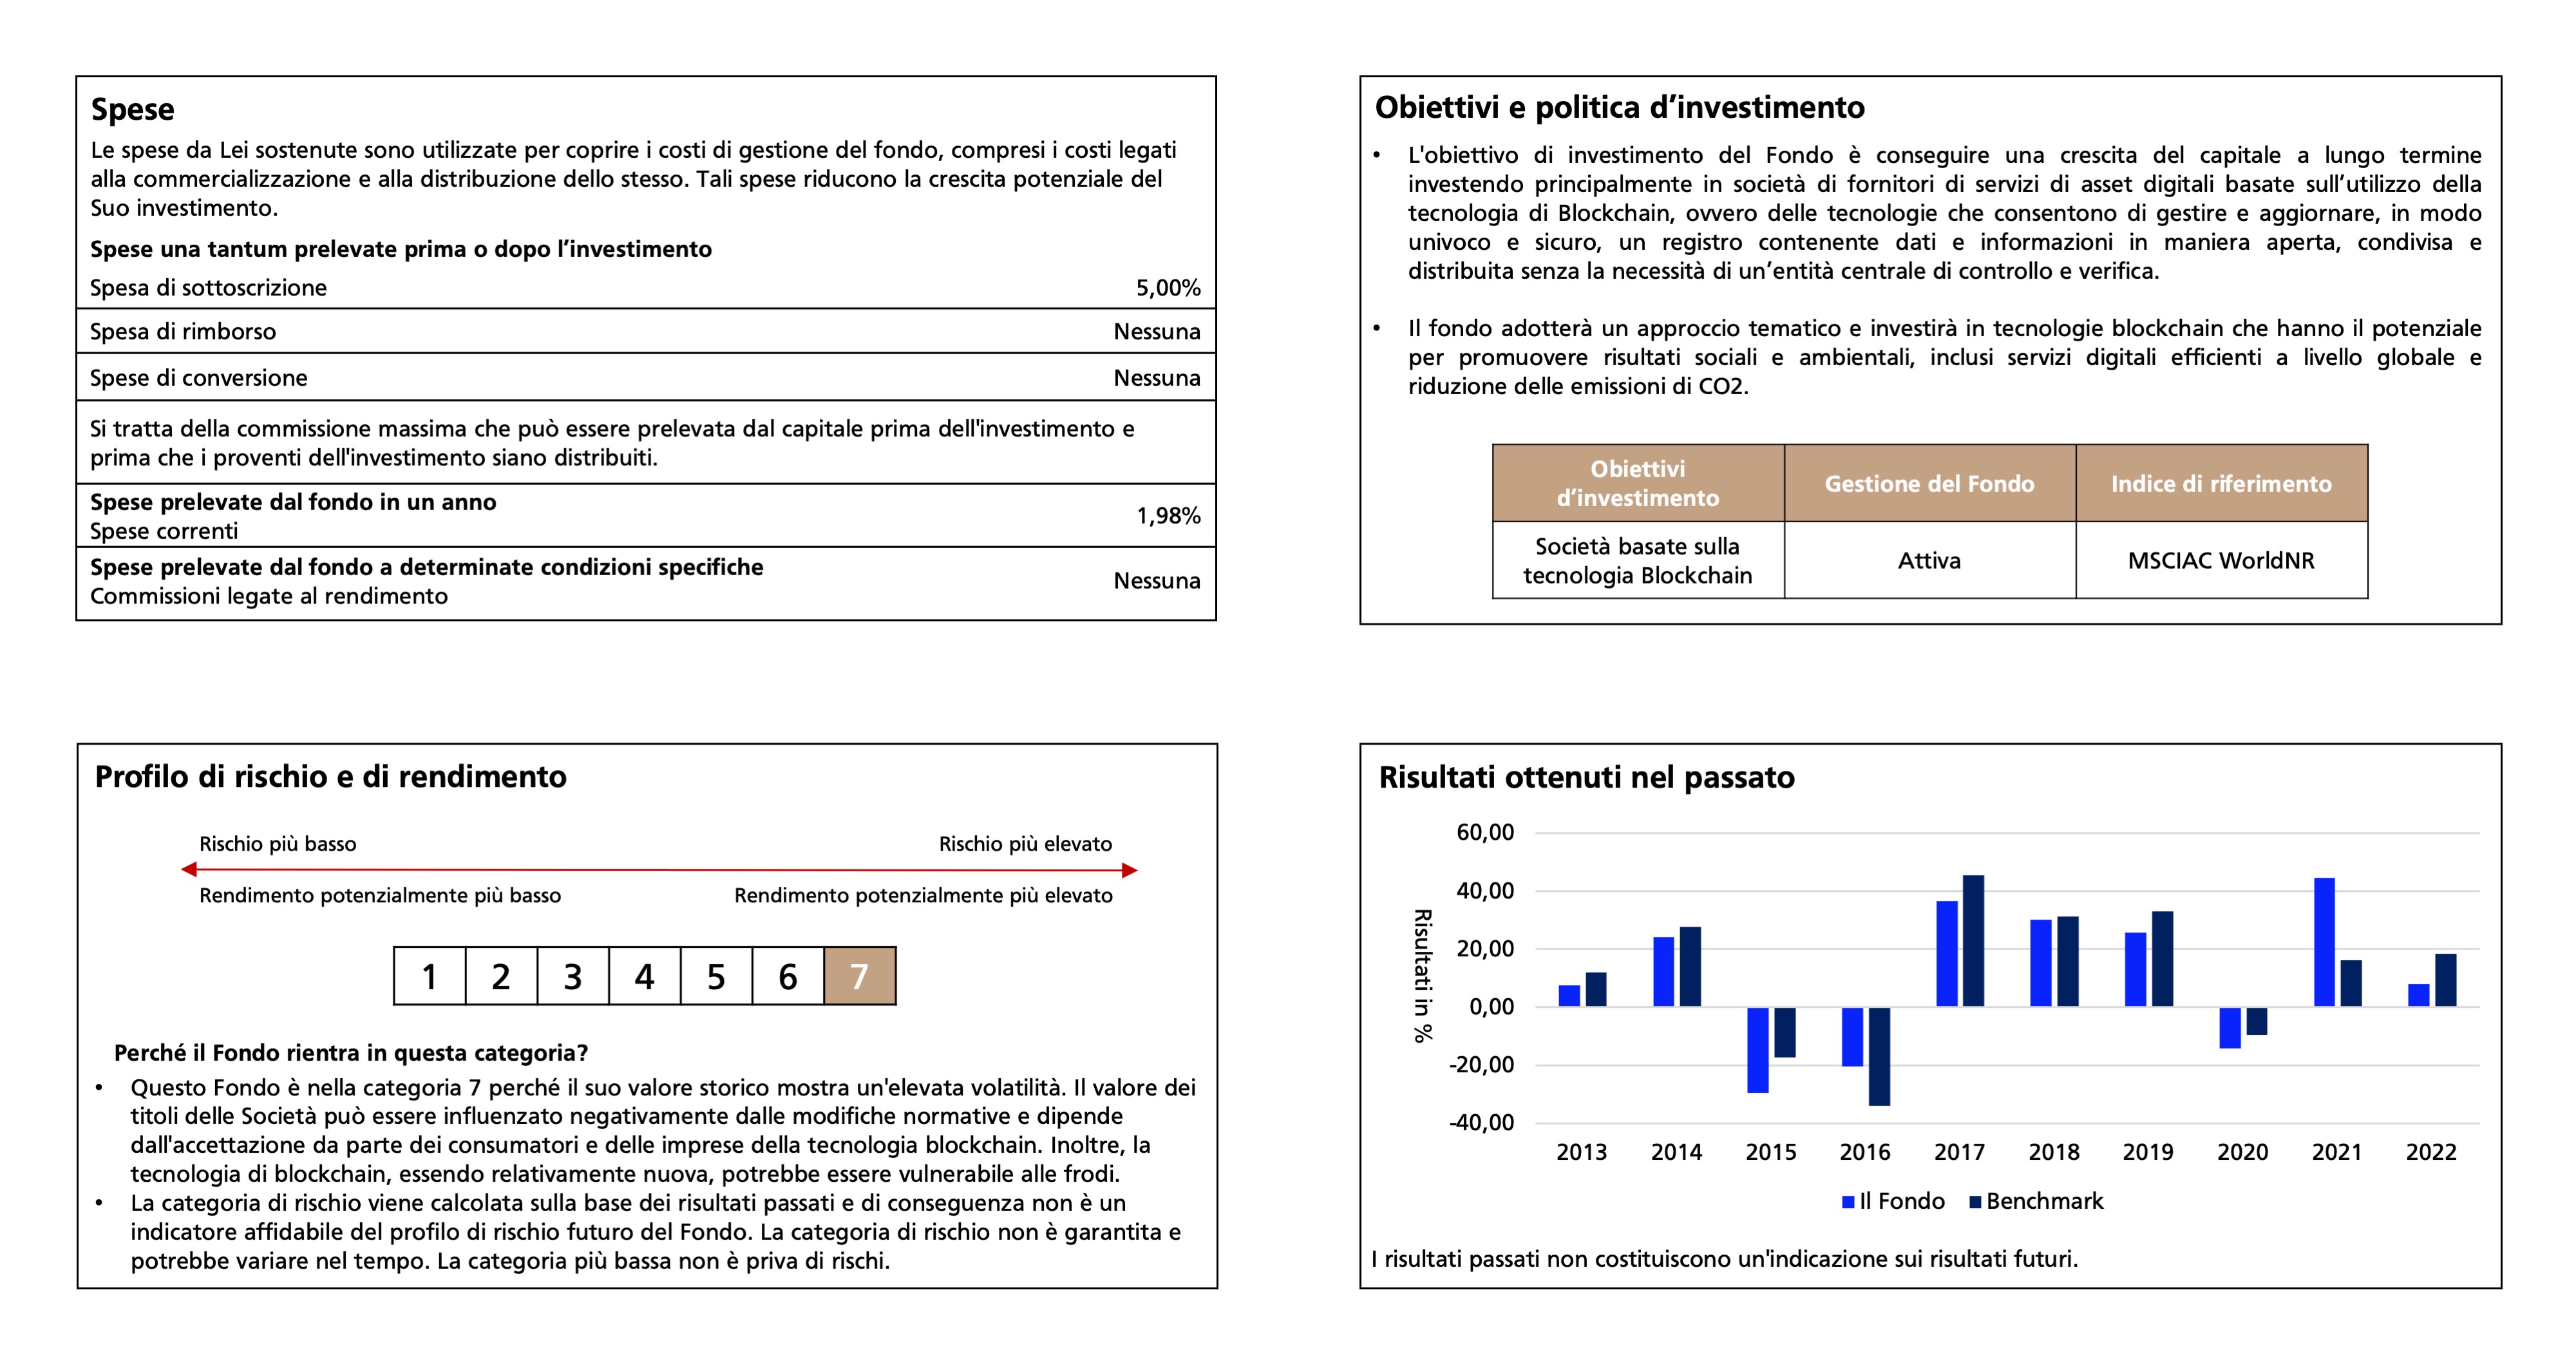 Spese
Le spese da Lei sostenute sono utilizzate per coprire i costi di gestione del fondo, compresi i costi legati
alla commercializzazione e alla distribuzione dello stesso. Tali spese riducono la crescita potenziale del
Suo investimento.
Spese una tantum prelevate prima o dopo l’investimento
Spesa di sottoscrizione 5,00%
Spesa di rimborso Nessuna
Spese di conversione Nessuna
Si tratta della commissione massima che può essere prelevata dal capitale prima dell'investimento e
prima che i proventi dell'investimento siano distribuiti.
Spese prelevate dal fondo in un anno
Spese correnti 1,98%
Spese prelevate dal fondo a determinate condizioni specifiche
Commissioni legate al rendimento Nessuna
Obiettivi e politica d’investimento
• L'obiettivo di investimento del Fondo è conseguire una crescita del capitale a lungo termine
investendo principalmente in società di fornitori di servizi di asset digitali basate sull’utilizzo della
tecnologia di Blockchain, ovvero delle tecnologie che consentono di gestire e aggiornare, in modo
univoco e sicuro, un registro contenente dati e informazioni in maniera aperta, condivisa e
distribuita senza la necessità di un’entità centrale di controllo e verifica.
• Il fondo adotterà un approccio tematico e investirà in tecnologie blockchain che hanno il potenziale
per promuovere risultati sociali e ambientali, inclusi servizi digitali efficienti a livello globale e
riduzione delle emissioni di CO2.
Obiettivi
d’investimento
Gestione del Fondo
Indice di riferimento
Società basate sulla
tecnologia Blockchain
Attiva
MSCIAC WorldNR
Profilo di rischio e di rendimento
Rischio più basso Rischio più elevato
Rendimento potenzialmente più basso Rendimento potenzialmente più elevato
1 2 3 4 5 6 7
Perché il Fondo rientra in questa categoria?
• Questo Fondo è nella categoria 7 perché il suo valore storico mostra un'elevata volatilità. Il valore dei
titoli delle Società può essere influenzato negativamente dalle modifiche normative e dipende
dall'accettazione da parte dei consumatori e delle imprese della tecnologia blockchain. Inoltre, la
tecnologia di blockchain, essendo relativamente nuova, potrebbe essere vulnerabile alle frodi.
• La categoria di rischio viene calcolata sulla base dei risultati passati e di conseguenza non è un
indicatore affidabile del profilo di rischio futuro del Fondo. La categoria di rischio non è garantita e
potrebbe variare nel tempo. La categoria più bassa non è priva di rischi.
Risultati ottenuti nel passato
Risultati in %
60,00
40,00
20,00
0,00
-20,00
-40,00
2013 2014 2015 2016 2017 2018 2019 2020 2021 2022
Il Fondo Benchmark
I risultati passati non costituiscono un'indicazione sui risultati futuri.